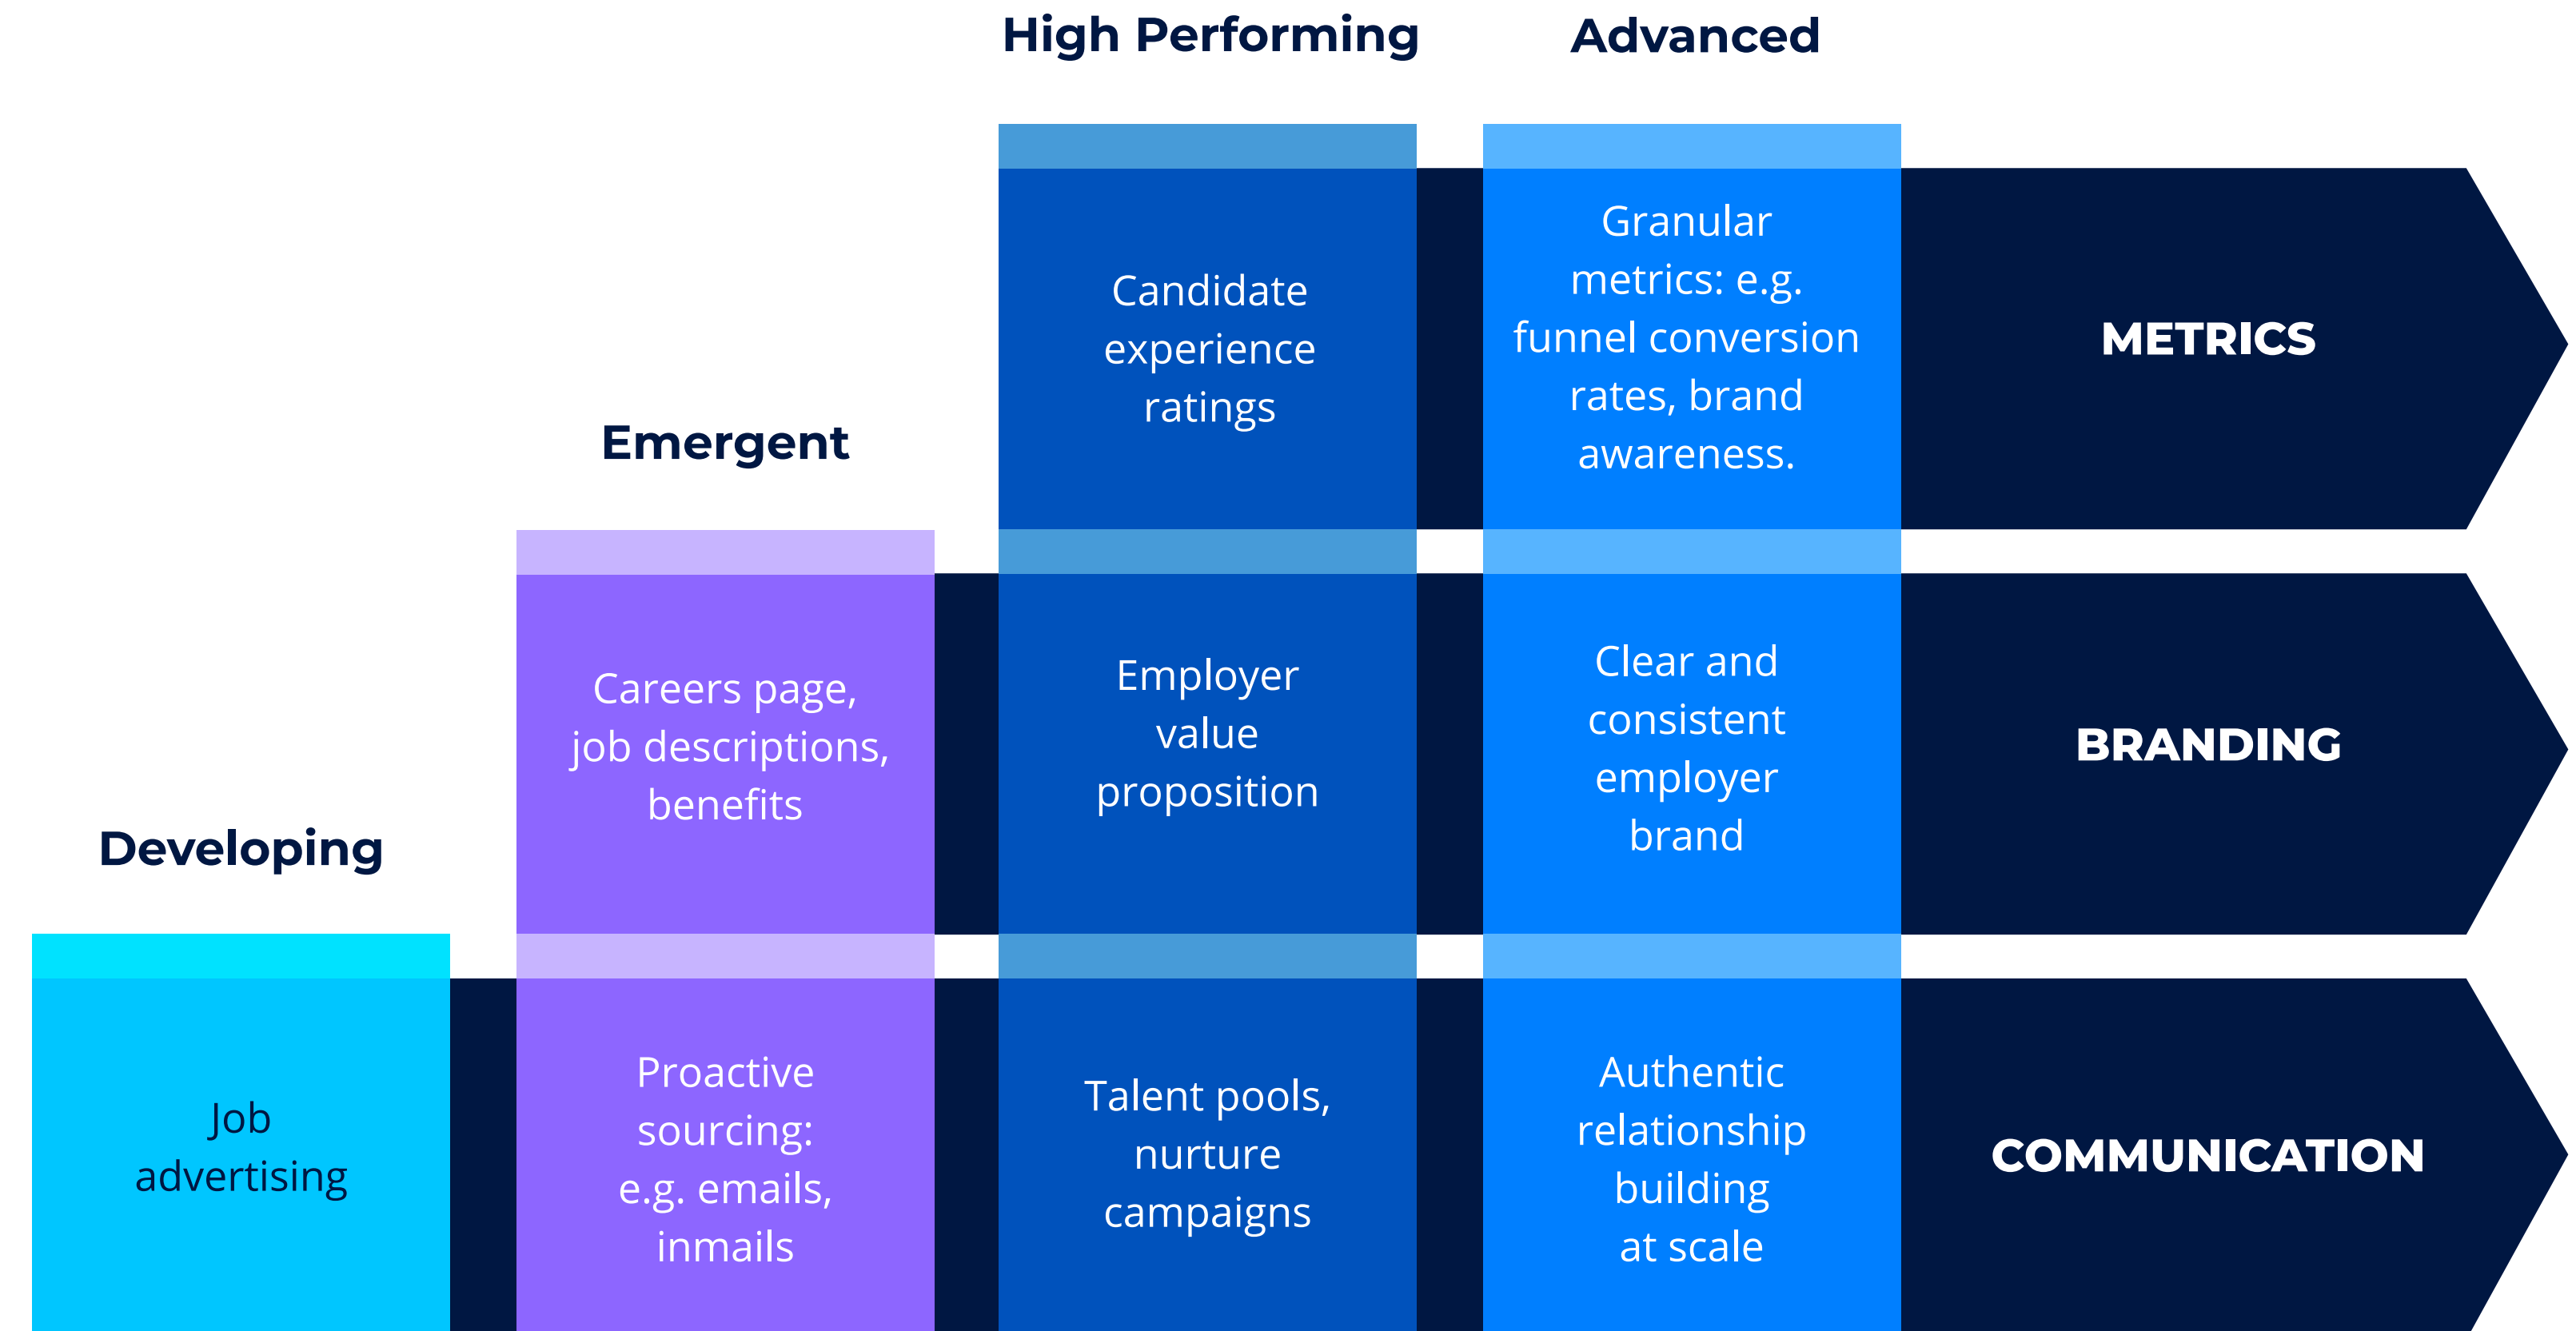 High Performing
Advanced
Candidate
experience
ratings
Granular
metrics: e.g.
funnel conversion
rates, brand
awareness.
METRICS
Emergent
Careers page,
job descriptions,
benefits
Employer
value
proposition
Clear and
consistent
employer
brand
BRANDING
Developing
Job
advertising
Proactive
sourcing:
e.g. emails,
inmails
Talent pools,
nurture
campaigns
Authentic
relationship
building
at scale
COMMUNICATION